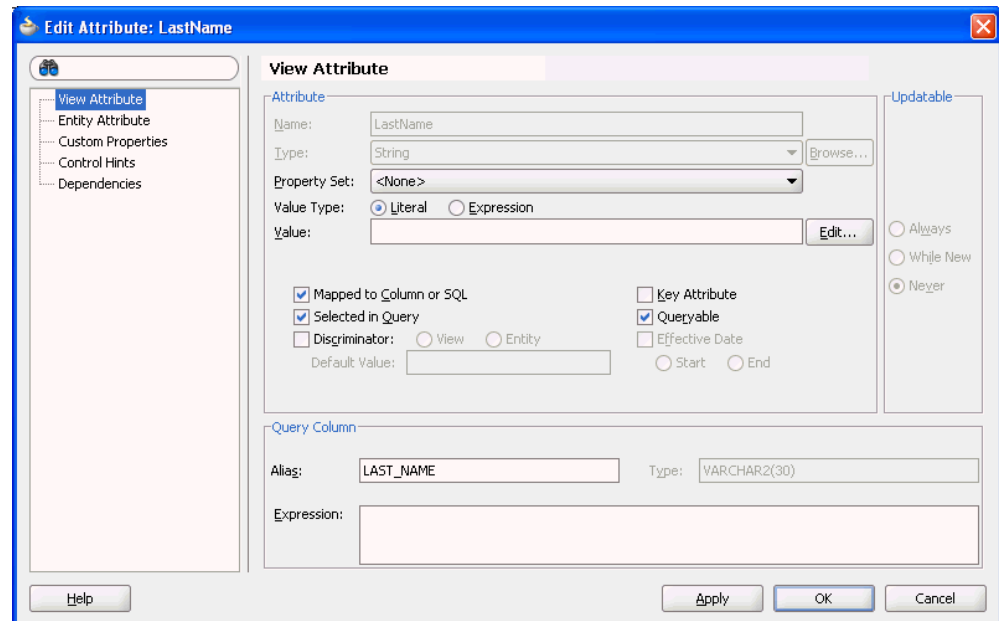 Edit Attribute: LastName
View Attribute
Entity Attribute
Custom Properties
Control Hints
Dependencies
View Attribute
Attribute
Name: LastName
Type: String Browse...
Property Set: <None>
Value Type: Literal Expression
Value: Edit...
Mapped to Column or SQL Key Attribute
Selected in Query Queryable
Discriminator: View Entity Effective Date
Default Value: Start End
Updatable
Always
While New
Never
Query Column
Alias: LAST_NAME Type: VARCHAR2(30)
Expression:
Help Apply OK Cancel